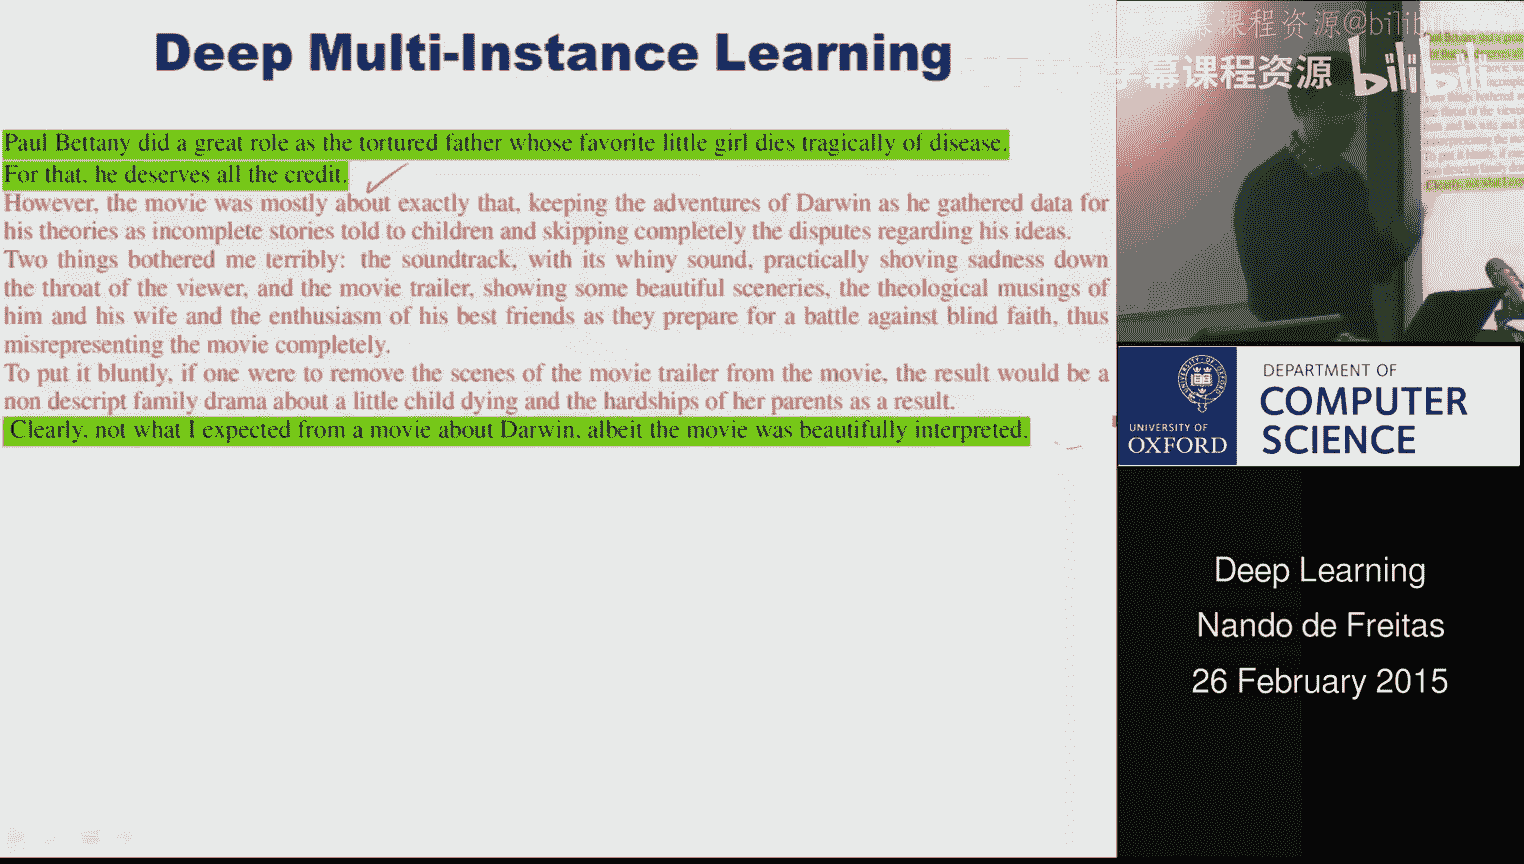 Deep Multi-Instance Learning
Paul Bettany did a great role as the tortured father whose favorite little girl dies tragically of disease.
For that, he deserves all the credit.
However, the movie was mostly about exactly that, keeping the adventures of Darwin as he gathered data for
his theories as incomplete stories told to children and skipping completely the disputes regarding his ideas.
Two things bothered me terribly: the soundtrack, with its whiny sound, practically shoving sadness down
the throat of the viewer, and the movie trailer, showing some beautiful sceneries, the theological musings of
him and his wife and the enthusiasm of his best friends as they prepare for a battle against blind faith, thus
misrepresenting the movie completely.
To put it bluntly, if one were to remove the scenes of the movie trailer from the movie, the result would be a
non descript family drama about a little child dying and the hardships of her parents as a result.
Clearly, not what I expected from a movie about Darwin, albeit the movie was beautifully interpreted.
幕课程资源@bilibili
字幕课程资源 bilibili
UNIVERSITY OF
OXFORD
DEPARTMENT OF
COMPUTER
SCIENCE
Deep Learning
Nando de Freitas
26 February 2015